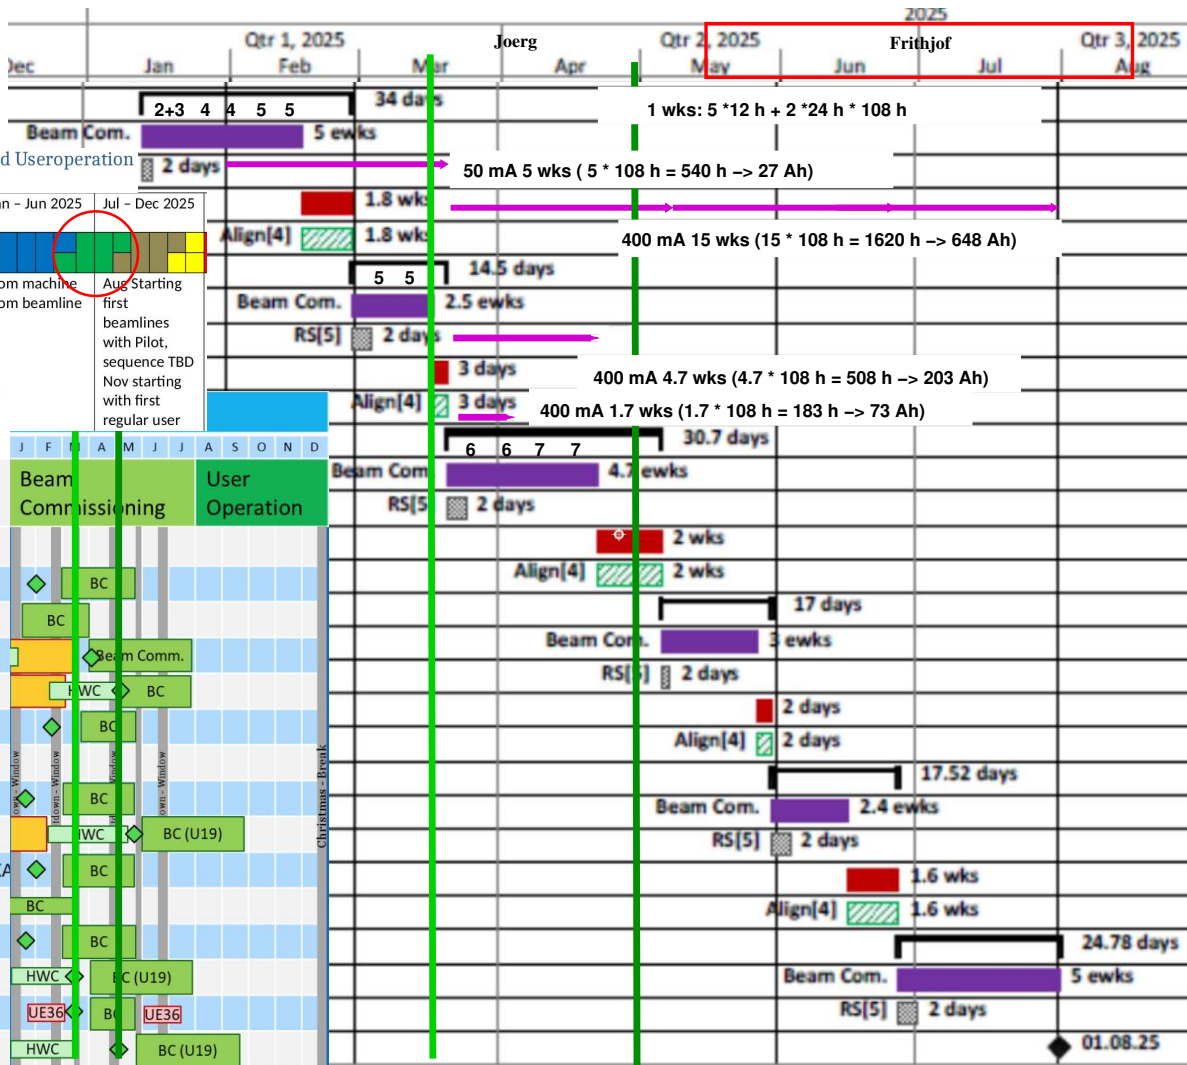 2025
Qtr 1, 2025 Joerg Qtr 2, 2025 Frithjof Qtr 3, 2025
Dec Jan Feb Mar Apr May Jun Jul Aug
2+3 4 4 5 5 34 days
1 wks: 5 *12 h + 2 *24 h * 108 h
Beam Com. 5 ewks
d Useroperation
2 days
50 mA 5 wks ( 5 * 108 h = 540 h −> 27 Ah)
n – Jun 2025 Jul – Dec 2025
1.8 wks
Align[4] 1.8 wks
400 mA 15 wks (15 * 108 h = 1620 h −> 648 Ah)
5 5 14.5 days
om machine
om beamline
Aug Starting
first
beamlines
with Pilot,
sequence TBD
Nov starting
with first
regular user
Beam Com. 2.5 ewks
RS[5] 2 days
3 days
400 mA 4.7 wks (4.7 * 108 h = 508 h −> 203 Ah)
Align[4] 3 days
400 mA 1.7 wks (1.7 * 108 h = 183 h −> 73 Ah)
6 6 7 7 30.7 days
J F M A M J J A S O N D
Beam
Commissioning
User
Operation
Beam Com. 4.7 ewks
RS[5] 2 days
2 wks
Align[4] 2 wks
BC
17 days
BC
Beam Com. 3 ewks
Beam Comm.
RS[5] 2 days
HWC BC
2 days
BC
Align[4] 2 days
own - Window
tdown - Window
Window
own - Window
Christmas - Break
17.52 days
BC
Beam Com. 2.4 ewks
HWC BC (U19)
RS[5] 2 days
BC
1.6 wks
BC
Align[4] 1.6 wks
BC
24.78 days
HWC BC (U19)
Beam Com. 5 ewks
UE36 BC UE36
RS[5] 2 days
HWC BC (U19)
01.08.25